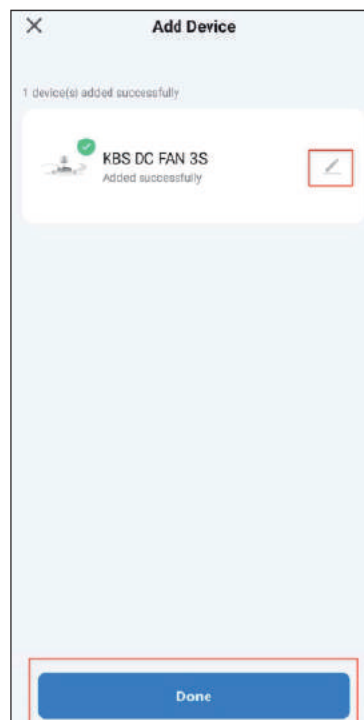 Add Device
1 device(s) added successfully
KBS DC FAN 3S
Added successfully
Done